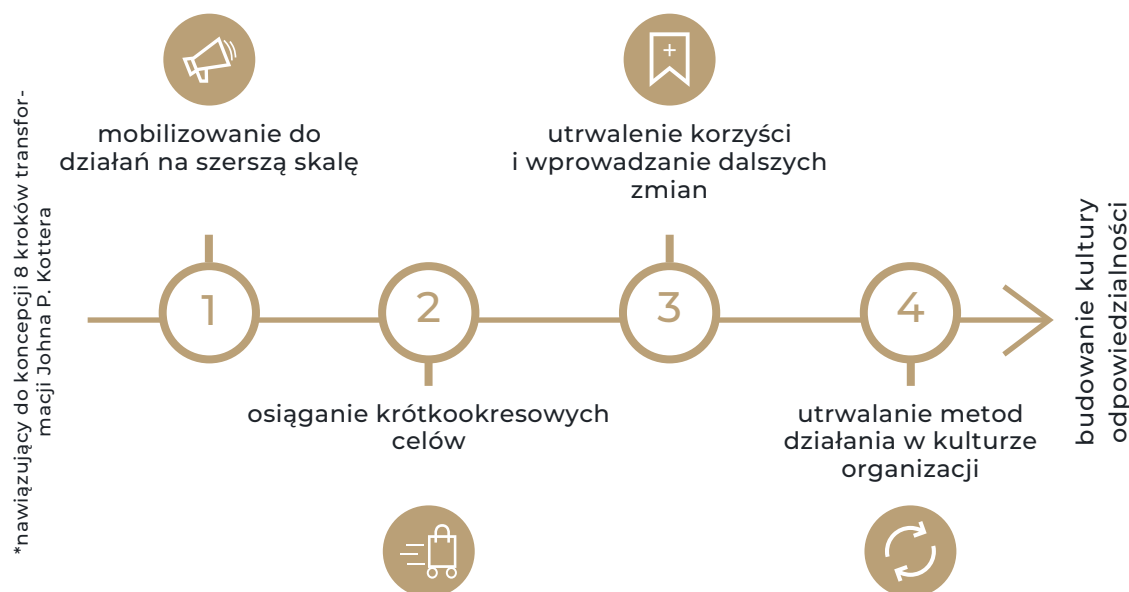 *nawiązujący do koncepcji 8 kroków transfor-
macji Johna P. Kottera
mobilizowanie do
działań na szerszą skalę
utrwalenie korzyści
i wprowadzanie dalszych
zmian
1
2
3
4
osiąganie krótkookresowych
celów
utrwalanie metod
działania w kulturze
organizacji
budowanie kultury
odpowiedzialności